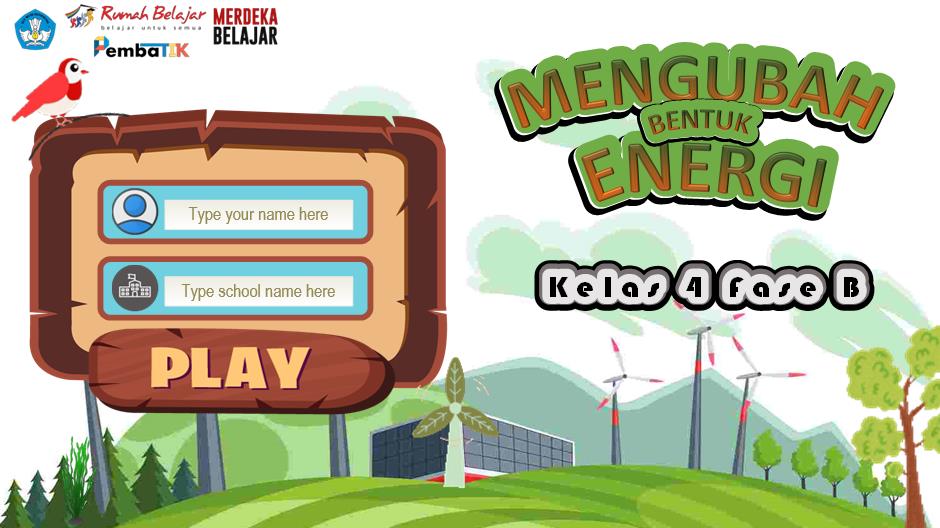 Rumah Belajar
belajar untuk semua
PembaTIK
MERDEKA
BELAJAR
MENGUBAH
BENTUK
ENERGI
Type your name here
Kelas 4 Fase B
Type school name here
PLAY